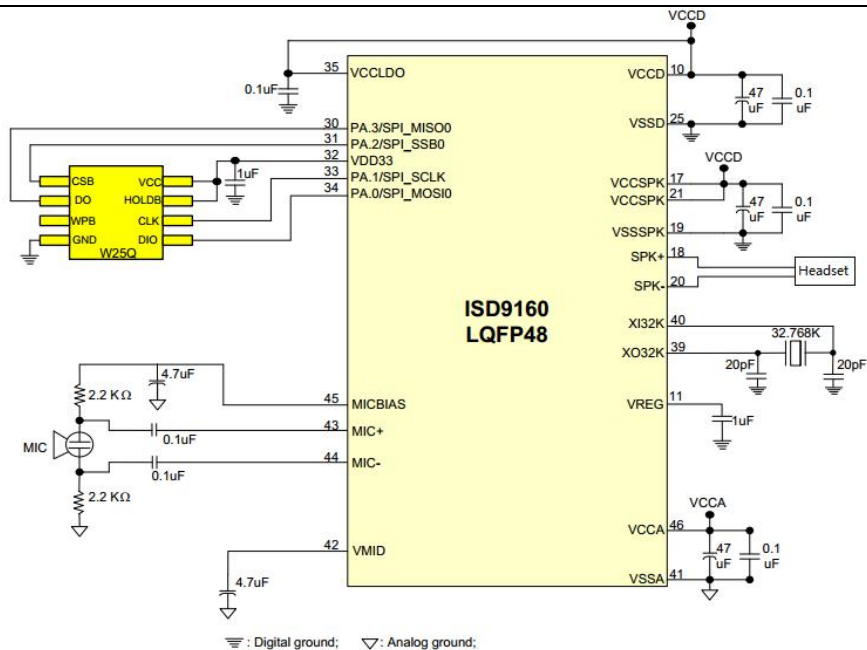 VCCD
35 VCCLDO
VCCD 10
0.1uF
47 uF
0.1 uF
30 PA.3/SPI_MISO0
VSSD 25
31 PA.2/SPI_SSB0
32 VDD33
33 PA.1/SPI_SCLK
34 PA.0/SPI_MOSI0
1uF
CSB VCC
DO HOLDB
WPB CLK
GND DIO
W25Q
VCCD
VCCSPK 17
VCCSPK 21
47 uF
0.1 uF
VSSSPK 19
SPK+ 18
SPK- 20
Headset
ISD9160
LQFP48
XI32K 40
32.768K
XO32K 39
20pF
20pF
4.7uF
2.2 KΩ
45 MICBIAS
VREG 11
1uF
43 MIC+
0.1uF
MIC
44 MIC-
0.1uF
2.2 KΩ
VCCA
VCCA 46
47 uF
0.1 uF
42 VMID
VSSA 41
4.7uF
: Digital ground; : Analog ground;